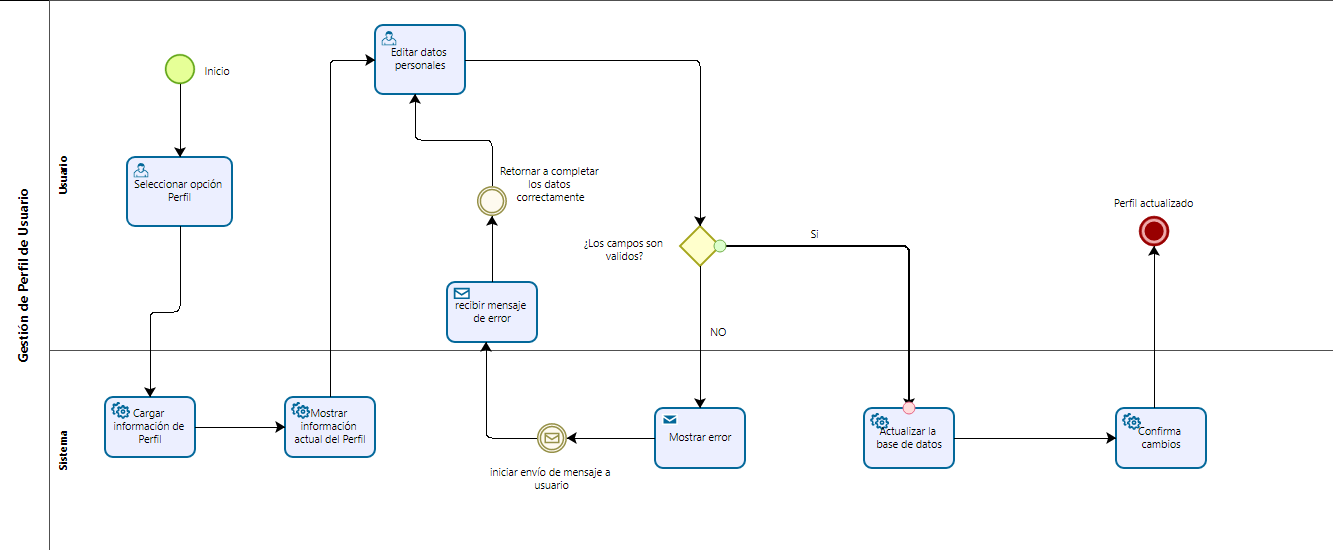 Gestión de Perfil de Usuario
Usuario
Inicio
Seleccionar opción
Perfil
Editar datos
personales
Retornar a completar
los datos
correctamente
recibir mensaje
de error
¿Los campos son
validos?
Si
NO
Perfil actualizado
Sistema
Cargar
información de
Perfil
Mostrar
información
actual del Perfil
iniciar envío de mensaje a
usuario
Mostrar error
Actualizar la
base de datos
Confirma
cambios